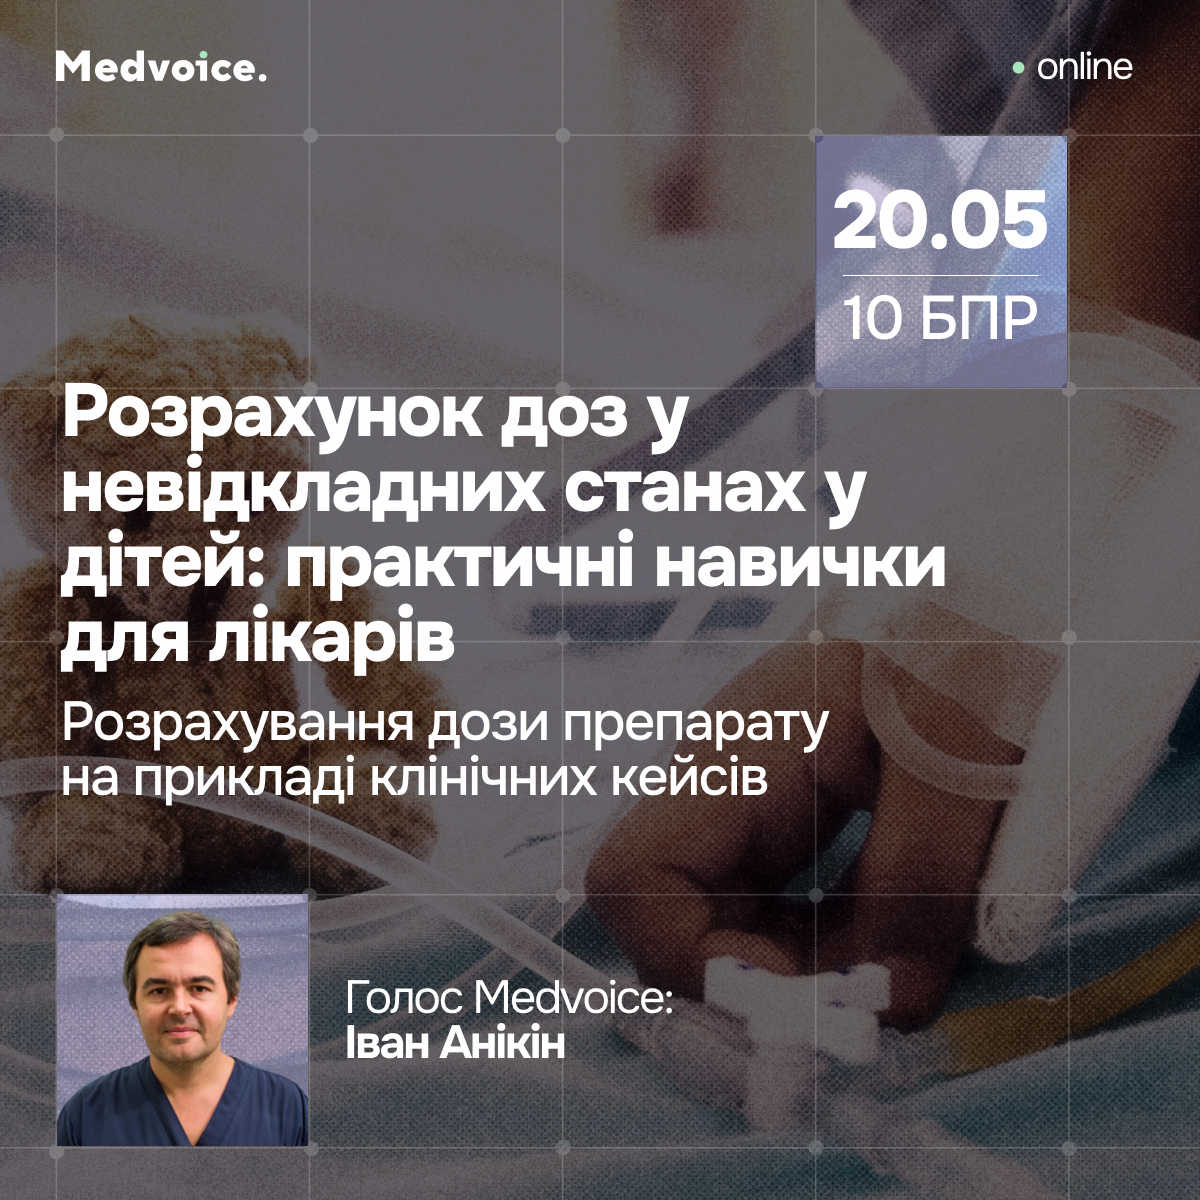 Medvoice.
online
20.05
10 БПР
Розрахунок доз у
невідкладних станах у
дітей: практичні навички
для лікарів
Розрахування дози препарату
на прикладі клінічних кейсів
Голос Medvoice:
Іван Анікін